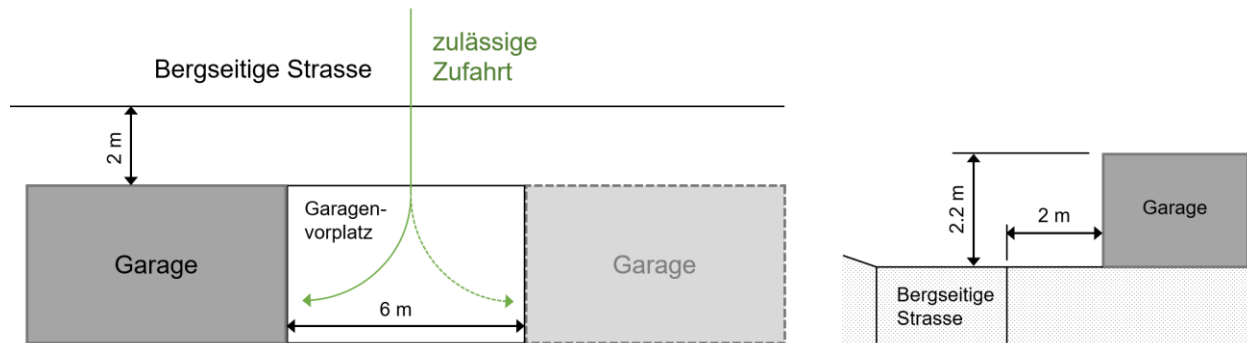 Bergseitige Strasse
zulässige
Zufahrt
2 m
Garage
Garagen-
vorplatz
6 m
Garage
2.2 m
2 m
Garage
Bergseitige
Strasse